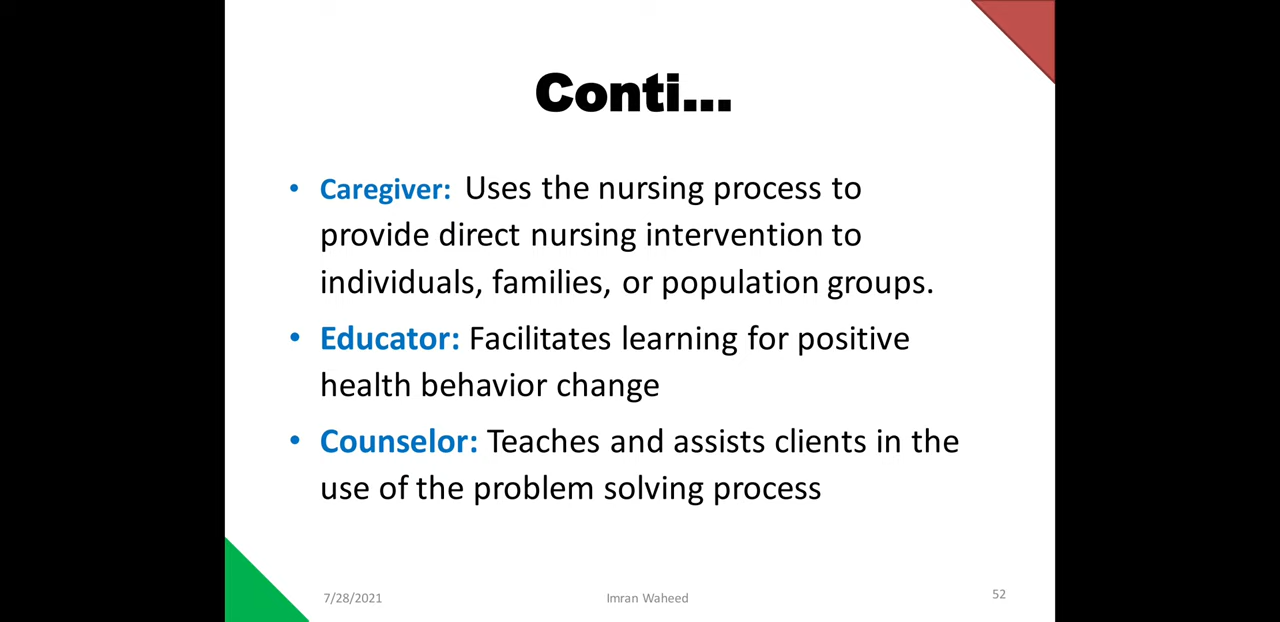 Conti...
• Caregiver: Uses the nursing process to
provide direct nursing intervention to
individuals, families, or population groups.
• Educator: Facilitates learning for positive
health behavior change
• Counselor: Teaches and assists clients in the
use of the problem solving process
7/28/2021
Imran Waheed
52